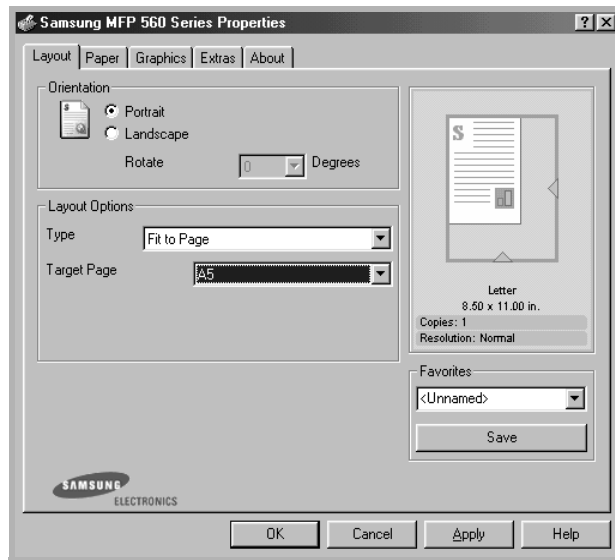 Samsung MFP 560 Series Properties
Layout Paper Graphics Extras About
Orientation
S
Portrait
Landscape
Rotate 0 Degrees
Layout Options
Type Fit to Page
Target Page A5
S
Letter
8.50 x 11.00 in.
Copies: 1
Resolution: Normal
Favorites
<Unnamed>
Save
SAMSUNG
ELECTRONICS
OK Cancel Apply Help